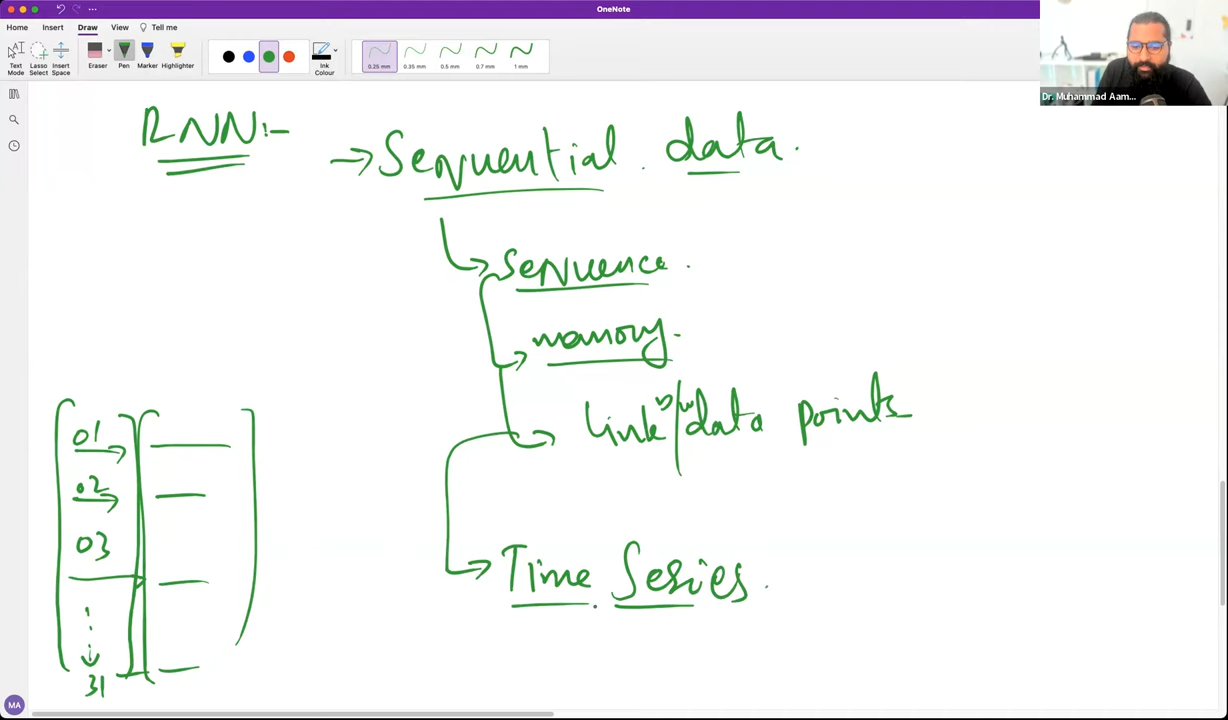 OneNote
Home Insert Draw View Tell me
Text Mode
Lasso Select
Insert Space
Eraser
Pen
Marker
Highlighter
Ink Colour
0.25 mm
0.35 mm
0.5 mm
0.7 mm
1 mm
Dr. Muhammad Aam...
RNN:-
→ Sequential data.
→ Sequence.
→ memory.
→ link b/w data points
→ Time Series.
01
02
03
31
MA